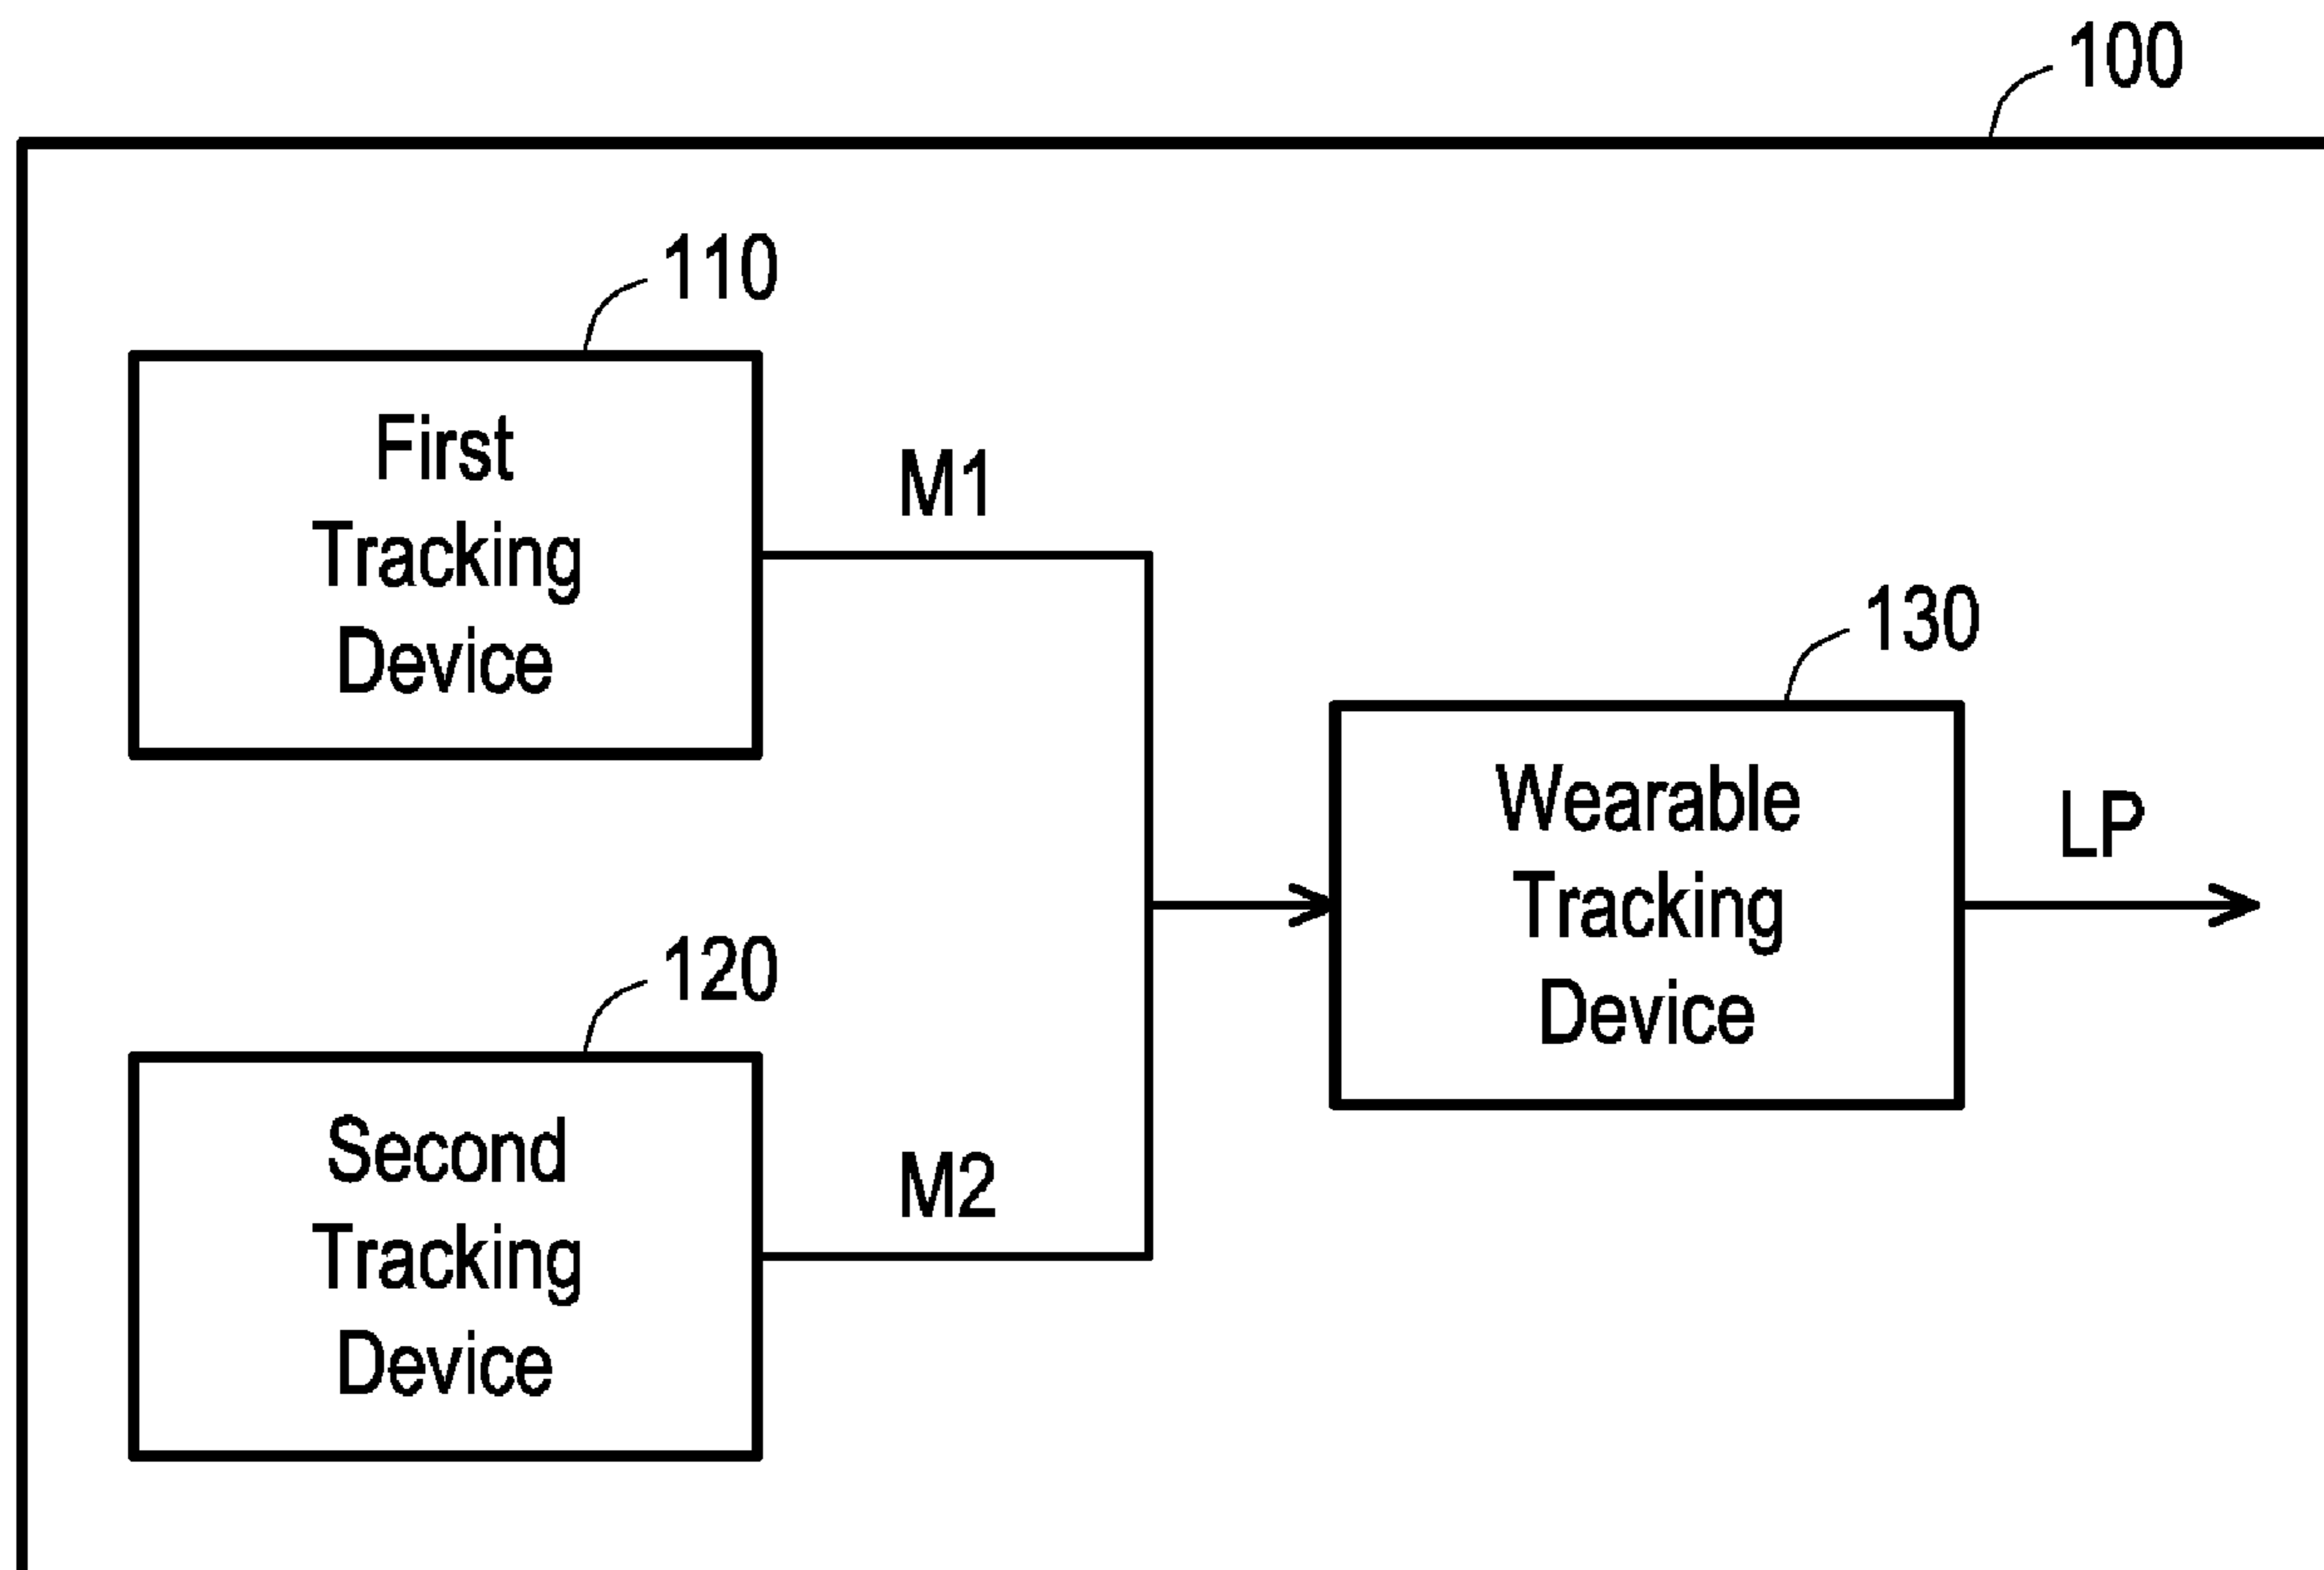 100
110
First
Tracking
Device
M1
130
Wearable
Tracking
Device
LP
120
Second
Tracking
Device
M2